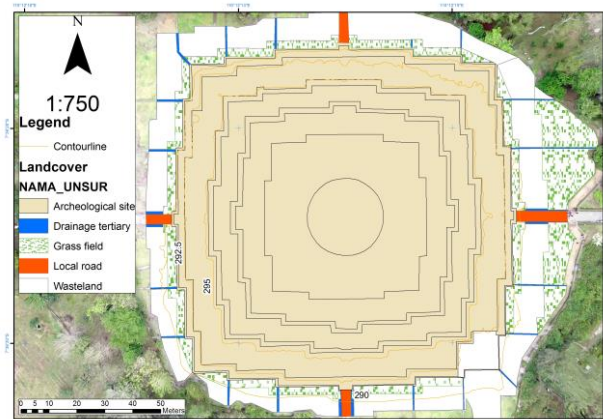 N
1:750
Legend
Contourline
Landcover
NAMA_UNSUR
Archeological site
Drainage tertiary
Grass field
Local road
Wasteland
292.5
295
290
0 5 10 20 30 40 50
Meters